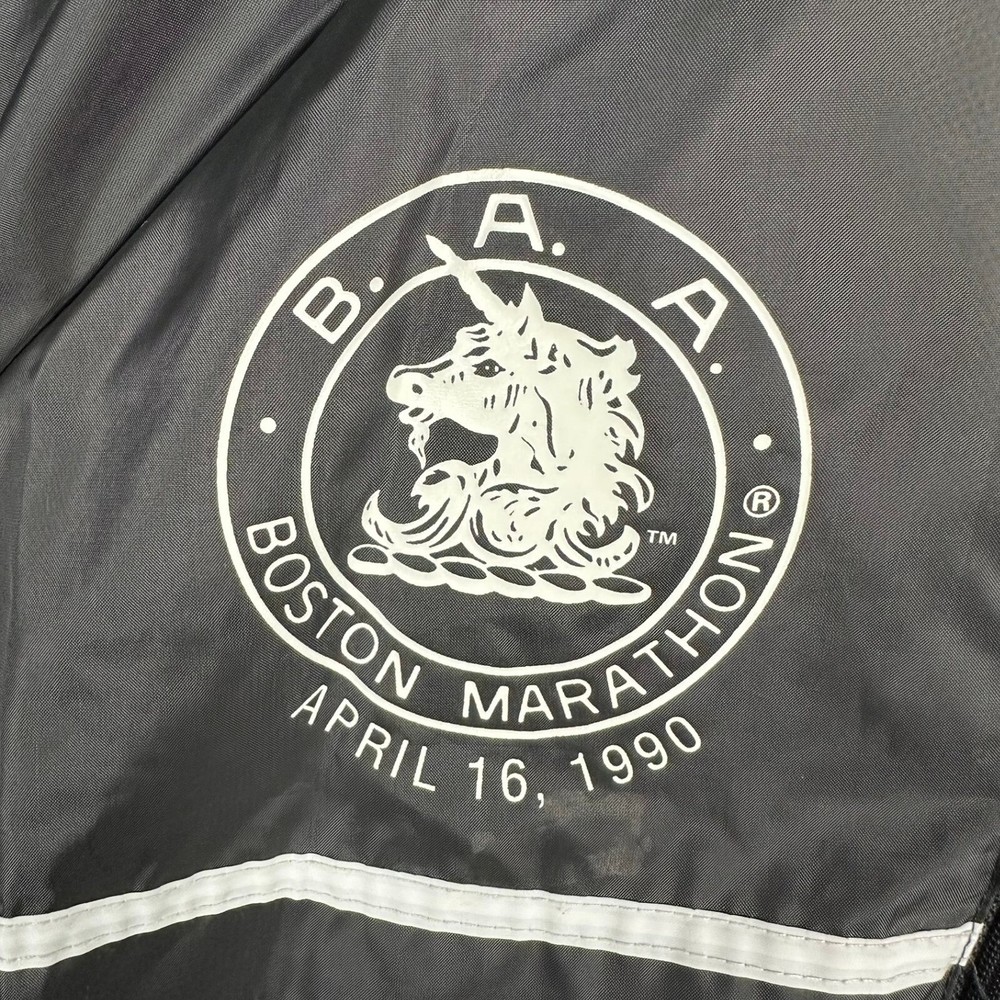 B. A. A.
BOSTON MARATHON®
™
APRIL 16, 1990